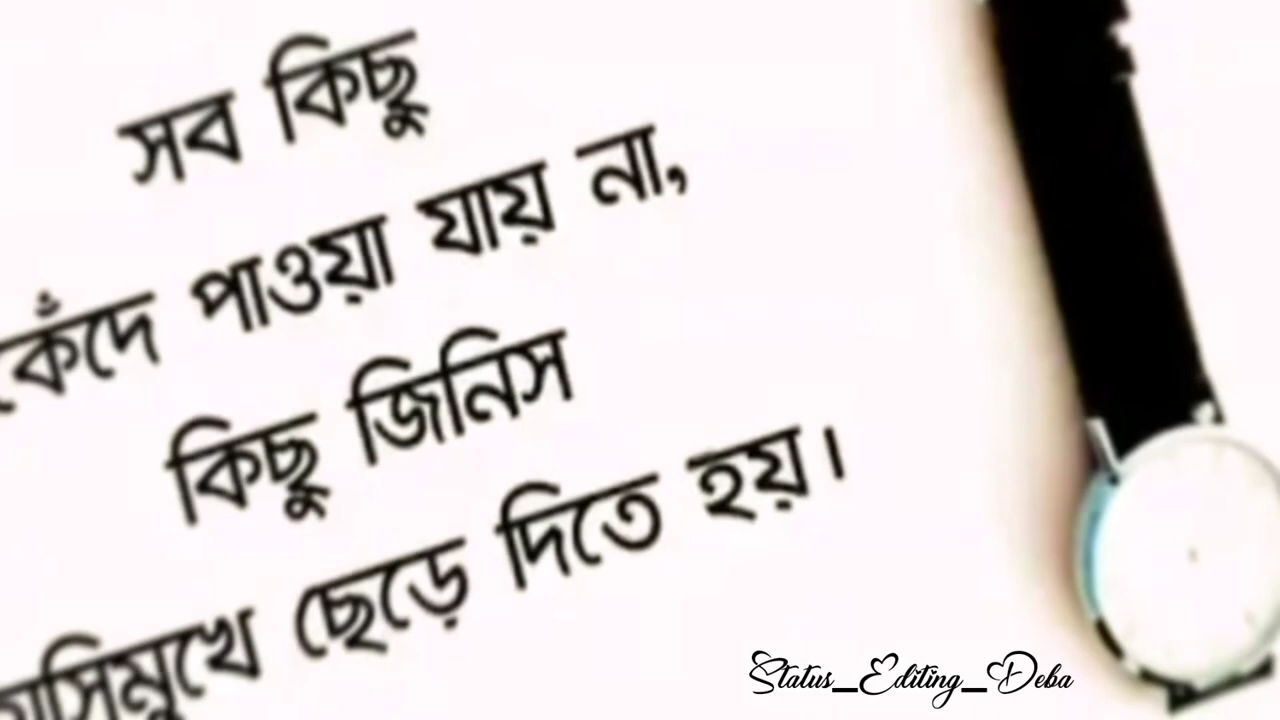 সব কিছু
কেঁদে পাওয়া যায় না,
কিছু জিনিস
ছেড়ে দিতে হয়।
Status_Editing_Deba